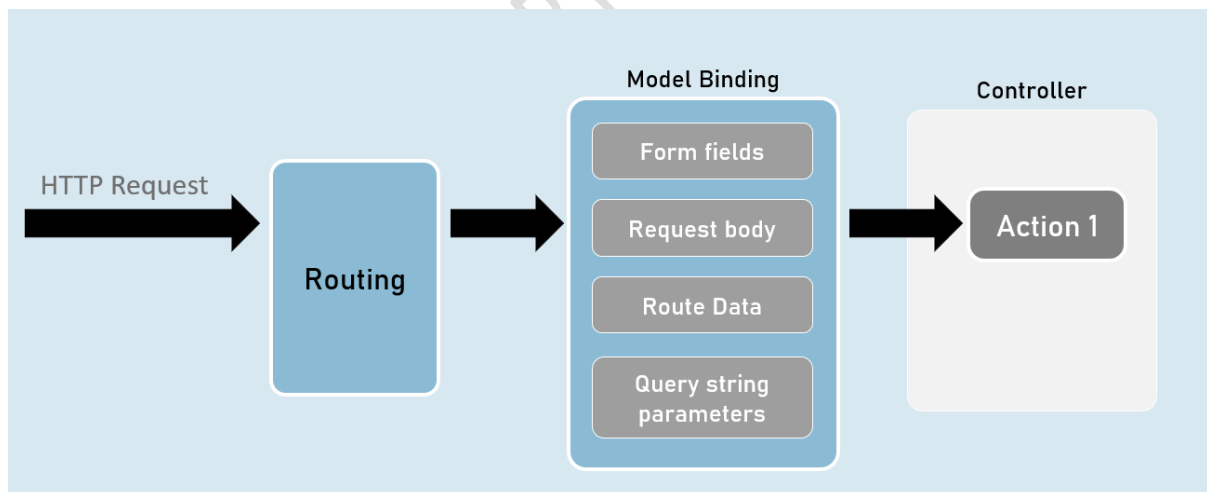 Model Binding
Controller
Form fields
HTTP Request
Request body
Action 1
Routing
Route Data
Query string
parameters